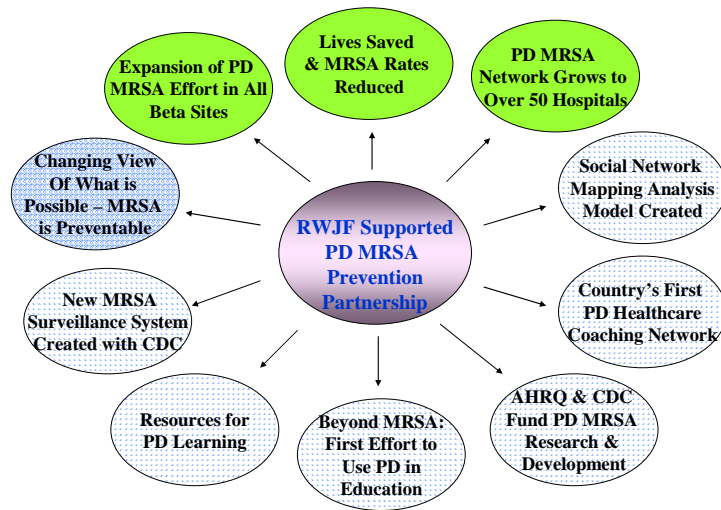 Lives Saved
& MRSA Rates
Reduced
Expansion of PD
MRSA Effort in All
Beta Sites
PD MRSA
Network Grows to
Over 50 Hospitals
Changing View
Of What is
Possible – MRSA
is Preventable
Social Network
Mapping Analysis
Model Created
RWJF Supported
PD MRSA
Prevention
Partnership
New MRSA
Surveillance System
Created with CDC
Country's First
PD Healthcare
Coaching Network
Resources for
PD Learning
Beyond MRSA:
First Effort to
Use PD in
Education
AHRQ & CDC
Fund PD MRSA
Research &
Development